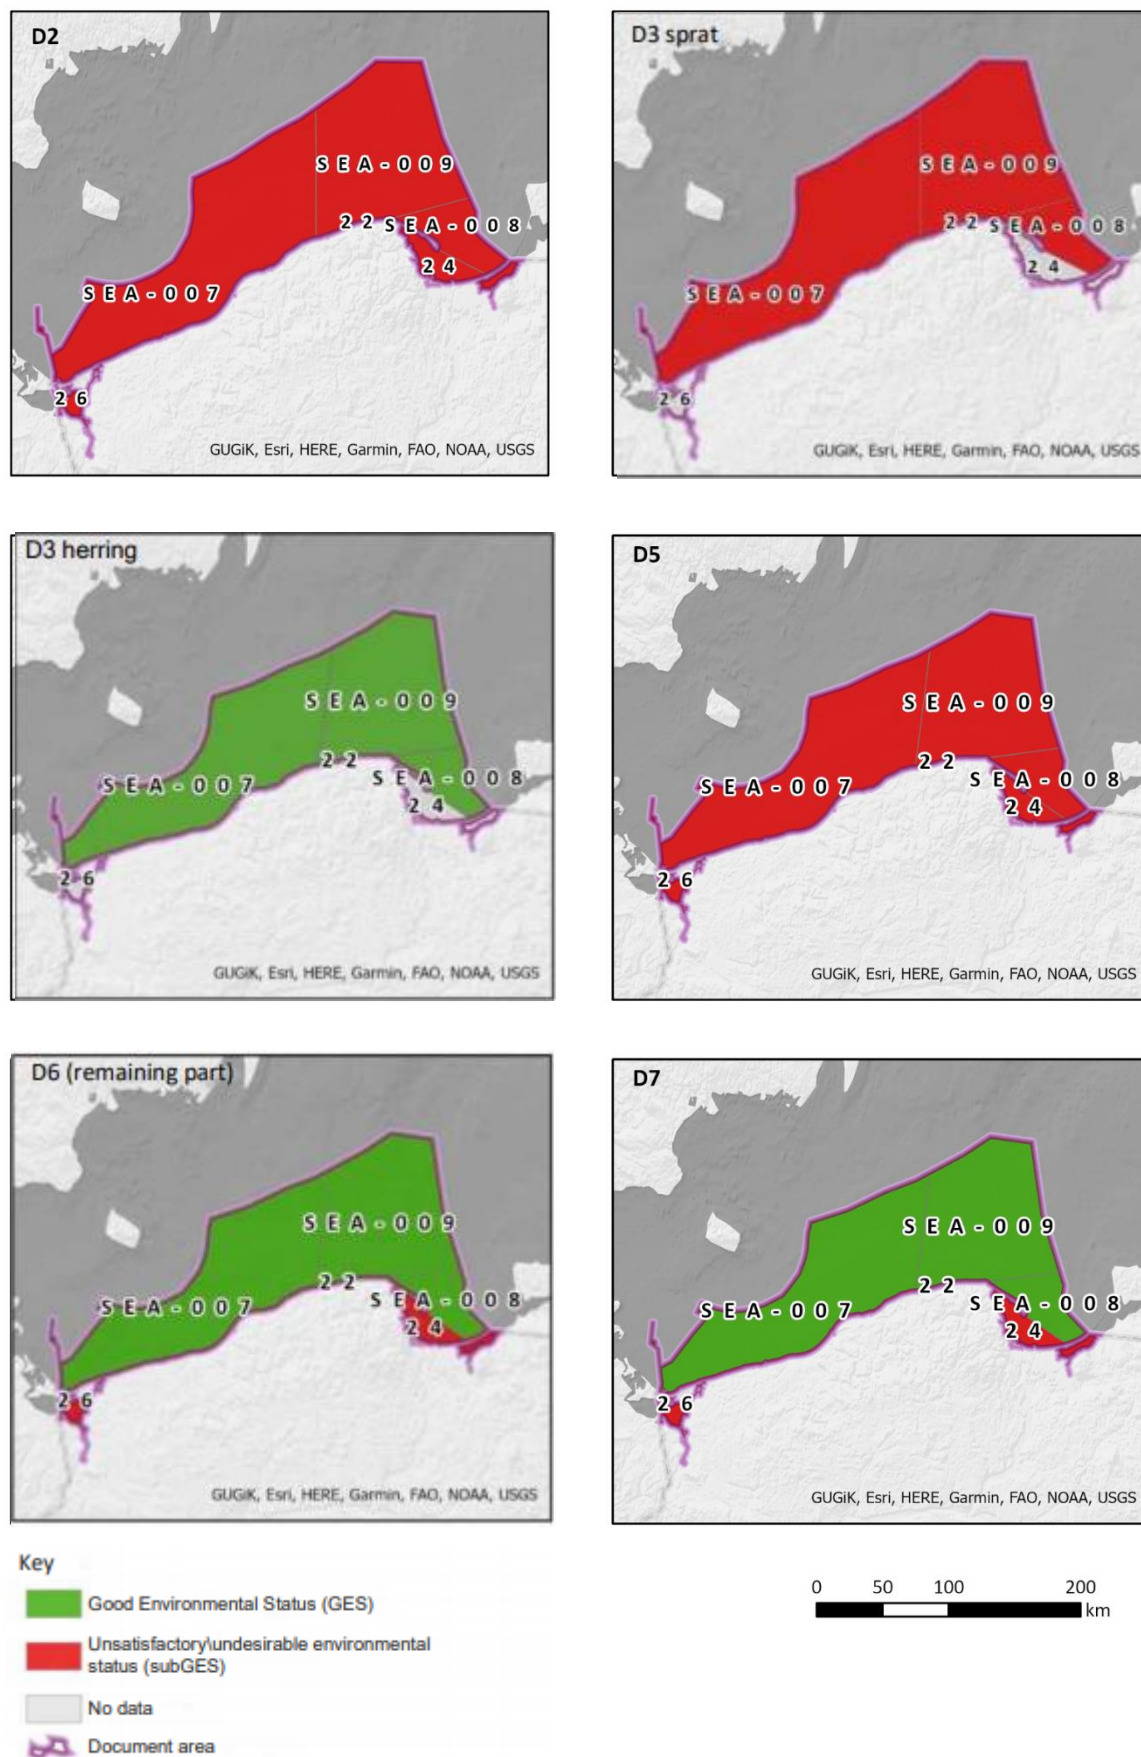 D2
SEA-009
22 SEA-008
24
SEA-007
26
GUGiK, Esri, HERE, Garmin, FAO, NOAA, USGS
D3 sprat
SEA-009
22 SEA-008
24
SEA-007
26
GUGiK, Esri, HERE, Garmin, FAO, NOAA, USGS
D3 herring
SEA-009
22
SEA-008
SEA-007
24
26
GUGiK, Esri, HERE, Garmin, FAO, NOAA, USGS
D5
SEA-009
22
SEA-008
SEA-007
24
26
GUGiK, Esri, HERE, Garmin, FAO, NOAA, USGS
D6 (remaining part)
SEA-009
22
SEA-008
SEA-007
24
26
GUGiK, Esri, HERE, Garmin, FAO, NOAA, USGS
D7
SEA-009
22
SEA-008
SEA-007
24
26
GUGiK, Esri, HERE, Garmin, FAO, NOAA, USGS
Key
Good Environmental Status (GES)
Unsatisfactory\undesirable environmental
status (subGES)
No data
Document area
0 50 100 200
km